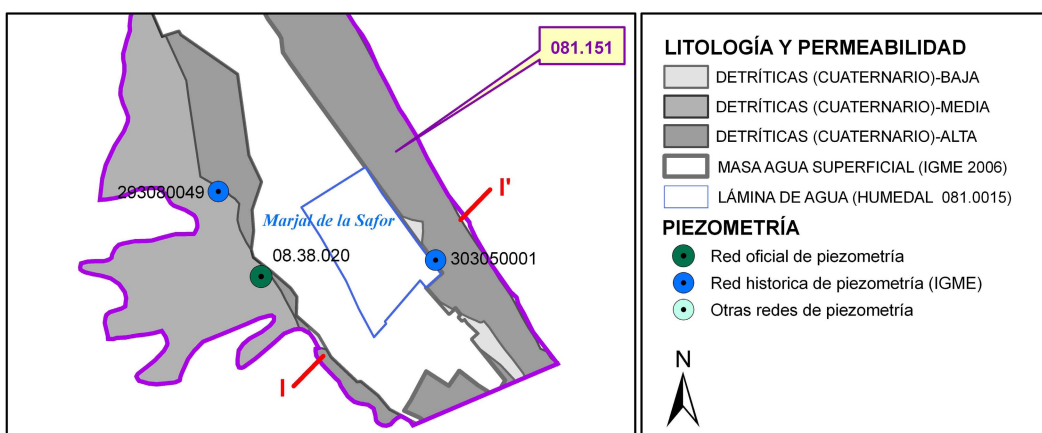 081.151
293080049
Marjal de la Safor
08.38.020
303050001
I'
I
LITOLOGÍA Y PERMEABILIDAD
DETRÍTICAS (CUATERNARIO)-BAJA
DETRÍTICAS (CUATERNARIO)-MEDIA
DETRÍTICAS (CUATERNARIO)-ALTA
MASA AGUA SUPERFICIAL (IGME 2006)
LÁMINA DE AGUA (HUMEDAL 081.0015)
PIEZOMETRÍA
Red oficial de piezometría
Red historica de piezometría (IGME)
Otras redes de piezometría
N